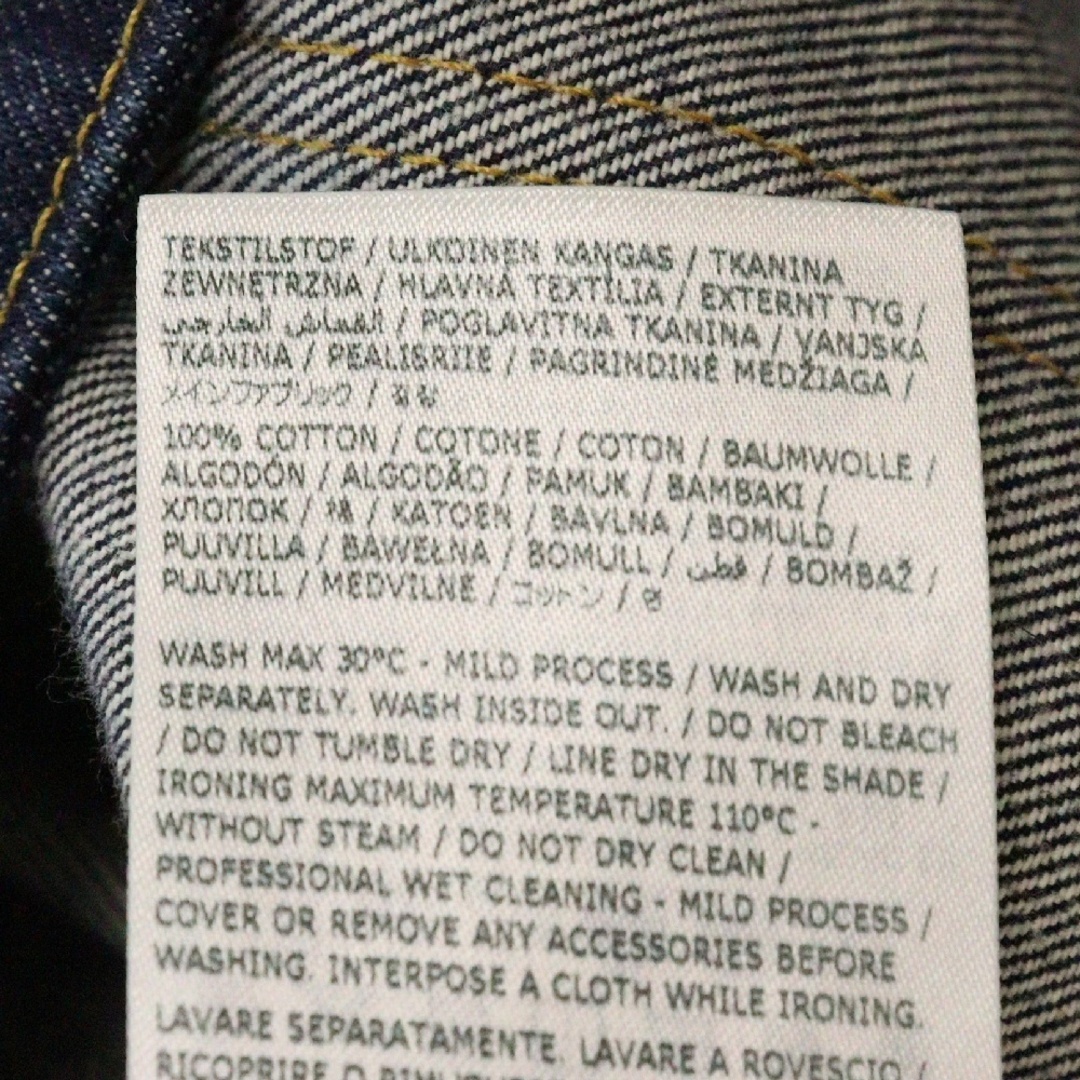 TEKSTILSTOF / ULKOINEN KANGAS / TKANINA
ZEWNĘTRZNA / HLAVNÁ TEXTÍLIA / EXTERNT TYG /
القماش الخارجي / POGLAVITNA TKANINA / VANJSKA
TKANINA / PEALISRIIE / PAGRINDINĖ MEDŽIAGA /
メインファブリック / 겉감
100% COTTON / COTONE / COTON / BAUMWOLLE /
ALGODÓN / ALGODÃO / PAMUK / BAMBAKI /
ХЛОПОК / 棉 / KATOEN / BAVLNA / BOMULD /
PUUVILLA / BAWEŁNA / BOMULL / قطن / BOMBAŽ /
PUUVILL / MEDVILNĖ / コットン / 면
WASH MAX 30°C - MILD PROCESS / WASH AND DRY
SEPARATELY. WASH INSIDE OUT. / DO NOT BLEACH
/ DO NOT TUMBLE DRY / LINE DRY IN THE SHADE /
IRONING MAXIMUM TEMPERATURE 110°C -
WITHOUT STEAM / DO NOT DRY CLEAN /
PROFESSIONAL WET CLEANING - MILD PROCESS /
COVER OR REMOVE ANY ACCESSORIES BEFORE
WASHING. INTERPOSE A CLOTH WHILE IRONING.
LAVARE SEPARATAMENTE. LAVARE A ROVESCIO /
RICOPRIRE O